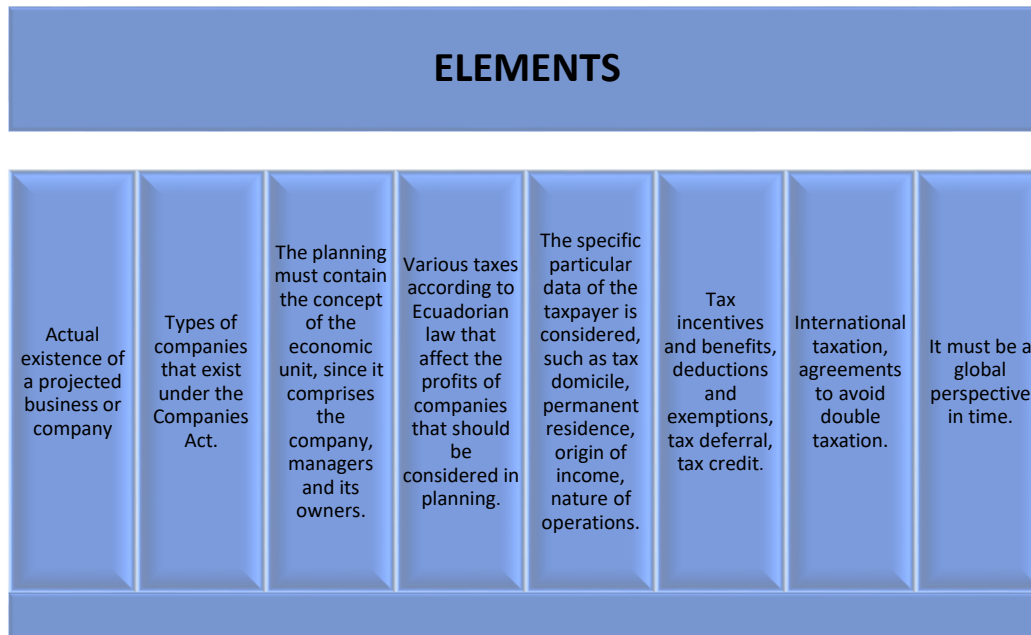 ELEMENTS
Actual
existence of
a projected
business or
company
Types of
companies
that exist
under the
Companies
Act.
The planning
must contain
the concept
of the
economic
unit, since it
comprises
the
company,
managers
and its
owners.
Various taxes
according to
Ecuadorian
law that
affect the
profits of
companies
that should
be
considered in
planning.
The specific
particular
data of the
taxpayer is
considered,
such as tax
domicile,
permanent
residence,
origin of
income,
nature of
operations.
Tax
incentives
and benefits,
deductions
and
exemptions,
tax deferral,
tax credit.
International
taxation,
agreements
to avoid
double
taxation.
It must be a
global
perspective
in time.